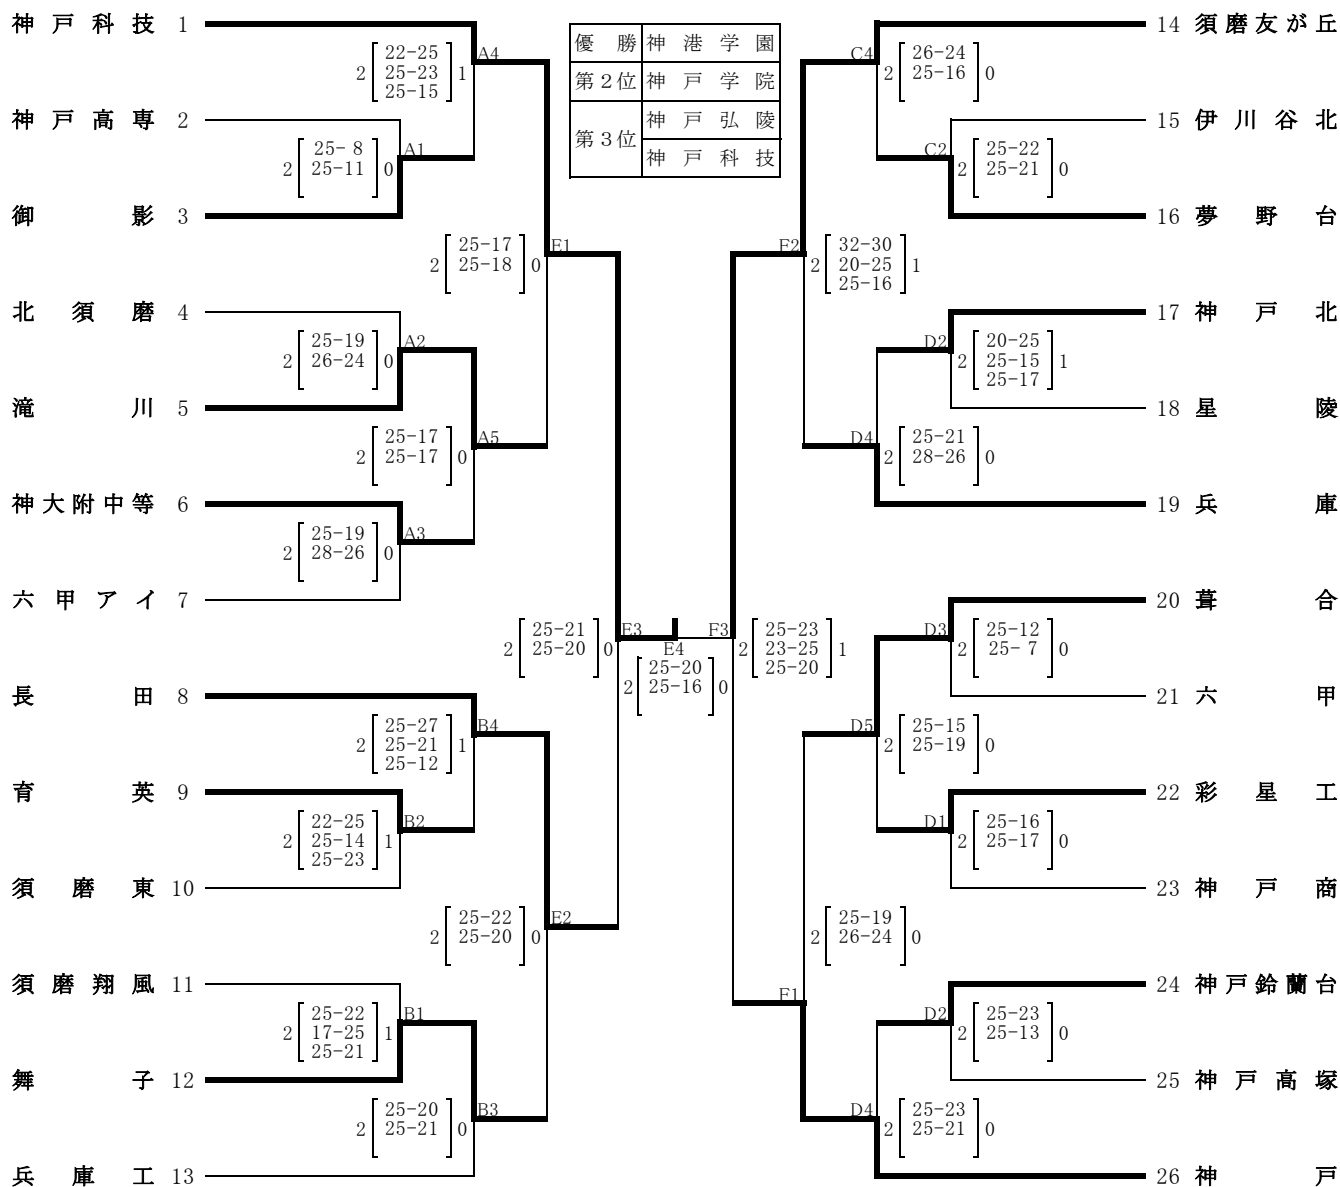 優勝 神港学園
第2位 神戸学院
第3位 神戸弘陵
神戸科技
神戸科技 1
A4
2 22-25 1
25-23
25-15
神戸高専 2
A1
2 25- 8 0
25-11
御影 3
E1
2 25-17 0
25-18
北須磨 4
A2
2 25-19 0
26-24
滝川 5
A5
2 25-17 0
25-17
神大附中等 6
A3
2 25-19 0
28-26
六甲アイ 7
E3
2 25-21 0
25-20
長田 8
B4
2 25-27 1
25-21
25-12
育英 9
B2
2 22-25 1
25-14
25-23
須磨東 10
E2
2 25-22 0
25-20
須磨翔風 11
B1
2 25-22 1
17-25
25-21
舞子 12
B3
2 25-20 0
25-21
兵庫工 13
E4
2 25-20 0
25-16
14 須磨友が丘
C4
2 26-24 0
25-16
15 伊川谷北
C2
2 25-22 0
25-21
16 夢野台
F2
2 32-30 1
20-25
25-16
17 神戸北
D2
2 20-25 1
25-15
25-17
18 星陵
D4
2 25-21 0
28-26
19 兵庫
F3
2 25-23 1
23-25
25-20
20 葺合
D3
2 25-12 0
25- 7
21 六甲
D5
2 25-15 0
25-19
22 彩星工
D1
2 25-16 0
25-17
23 神戸商
F1
2 25-19 0
26-24
24 神戸鈴蘭台
D2
2 25-23 0
25-13
25 神戸高塚
D4
2 25-23 0
25-21
26 神戸